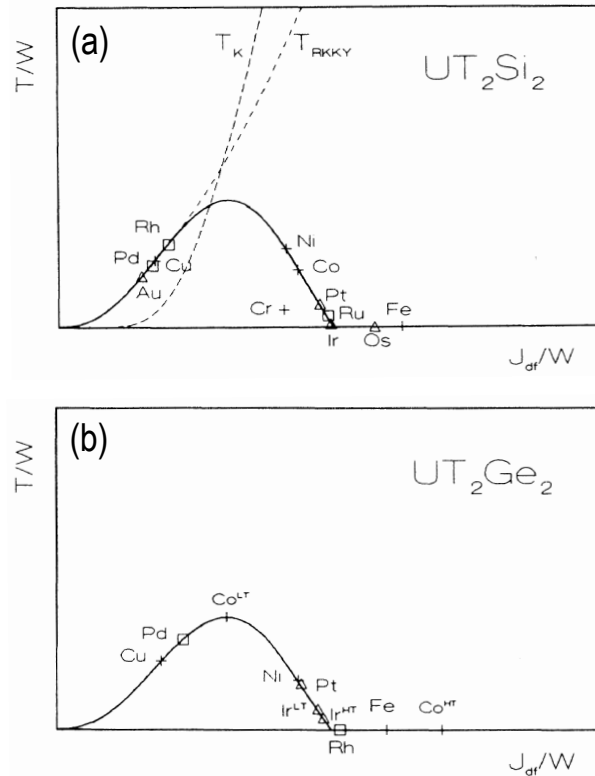 (a)
T_K
T_RKKY
UT₂Si₂
T/W
Rh
Pd
Cu
Au
Ni
Co
Cr
Pt
Ru
Ir
Os
Fe
J_df/W
(b)
UT₂Ge₂
T/W
Co^LT
Pd
Cu
Ni
Pt
Ir^LT
Ir^HT
Rh
Fe
Co^HT
J_df/W